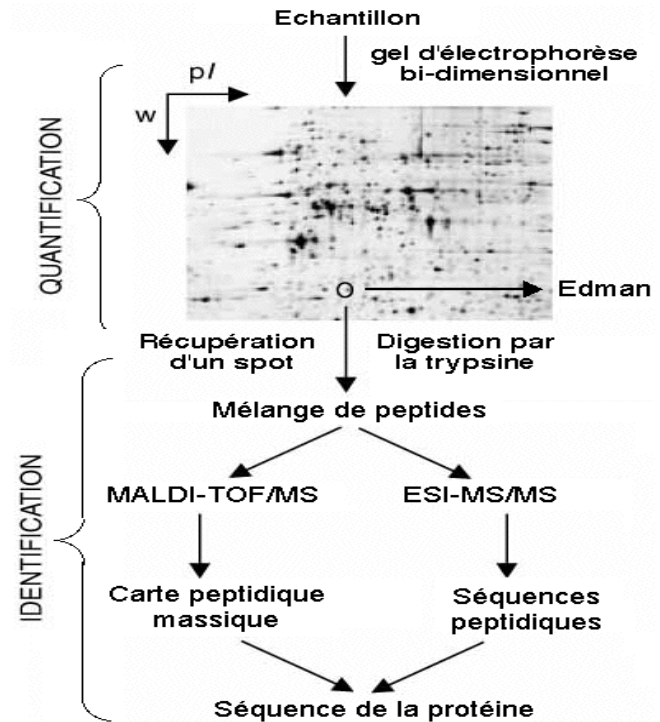 Echantillon
gel d'électrophorèse
bi-dimensionnel
pI
w
QUANTIFICATION
Edman
Récupération
d'un spot
Digestion par
la trypsine
Mélange de peptides
IDENTIFICATION
MALDI-TOF/MS
ESI-MS/MS
Carte peptidique
massique
Séquences
peptidiques
Séquence de la protéine